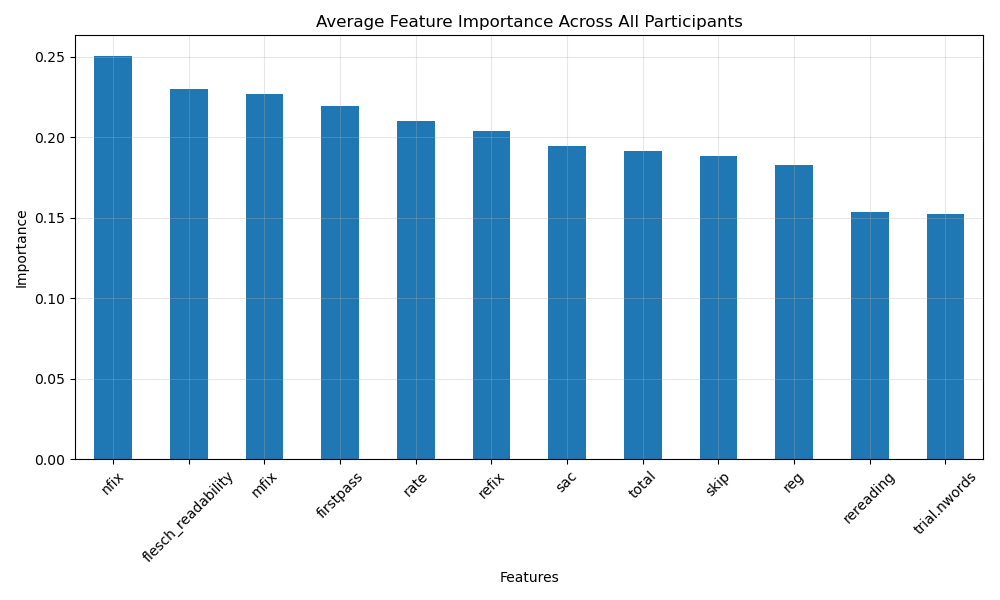 Average Feature Importance Across All Participants
Importance
0.25
0.20
0.15
0.10
0.05
0.00
nfix
flesch_readability
mfix
firstpass
rate
refix
sac
total
skip
reg
rereading
trial.nwords
Features